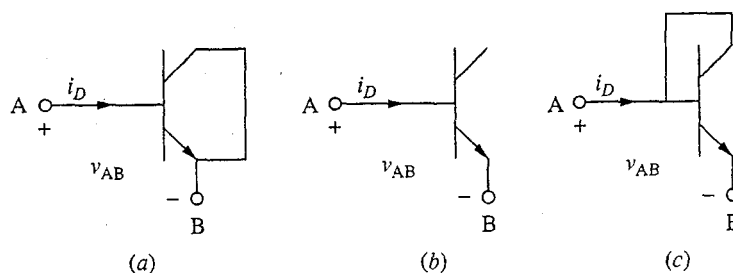 A i_D + v_AB − B
A i_D + v_AB − B
A i_D + v_AB − B
(a) (b) (c)